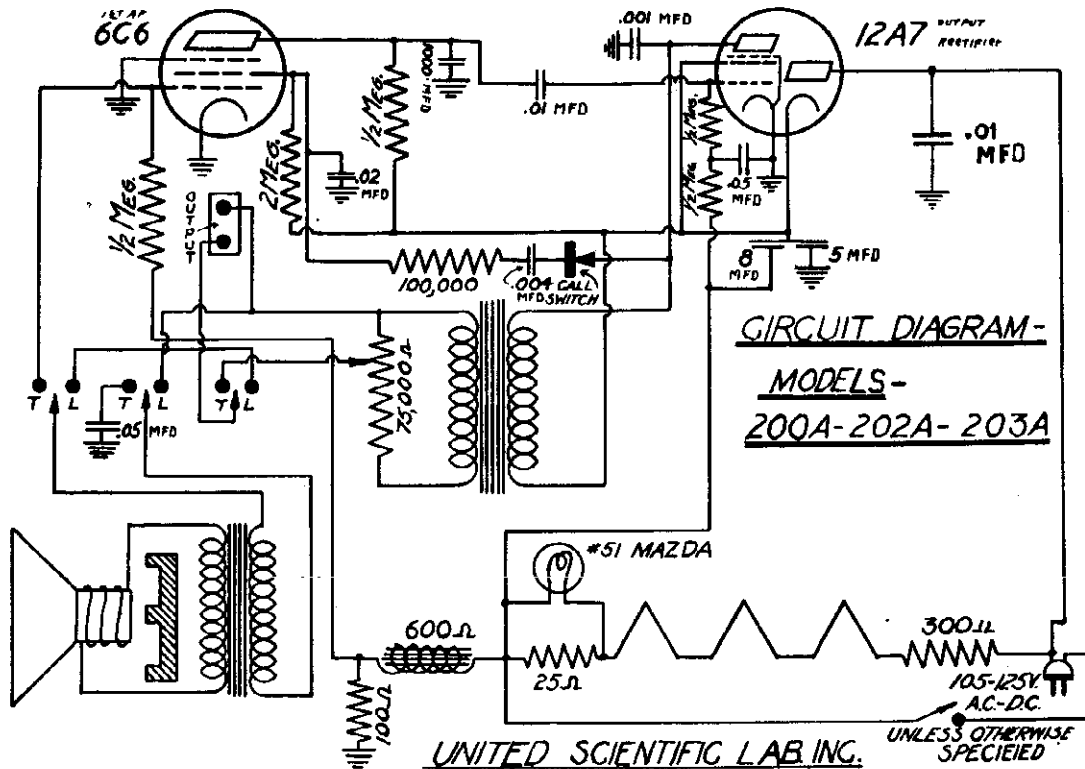 1ST AF
6C6
.0001
MFD
.001 MFD
12A7
OUTPUT
RECTIFIER
½ MEG.
.01 MFD
½ MEG.
½ MEG
.05
MFD
.01
MFD
½ MEG.
2 MEG.
.02
MFD
OUTPUT
100,000
.004
MFD
CALL
SWITCH
8
MFD
5 MFD
CIRCUIT DIAGRAM-
MODELS-
200A-202A-203A
T L T L T L
.05 MFD
75,000Ω
#51 MAZDA
600Ω
25Ω
300Ω
100Ω
105-125V.
A.C.-D.C.
UNLESS OTHERWISE
SPECIEIED
UNITED SCIENTIFIC LAB. INC.